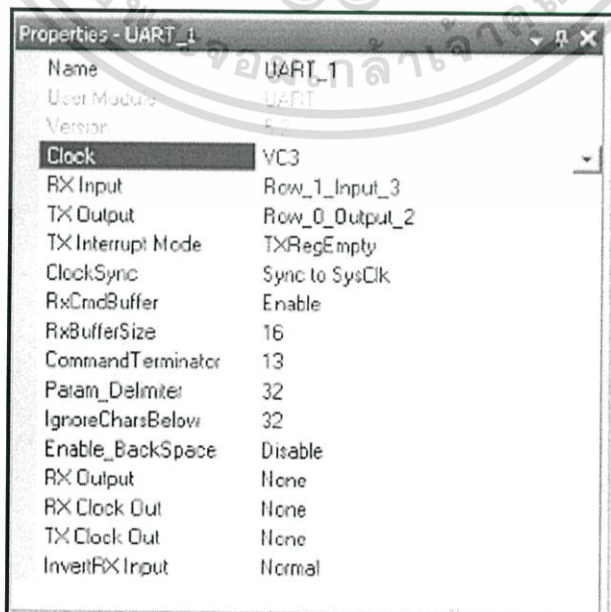 Properties - UART_1
Name UART_1
User Module UART
Version
Clock VC3
RX Input Row_1_Input_3
TX Output Row_0_Output_2
TX Interrupt Mode TXRegEmpty
ClockSync Sync to SysClk
RxCmdBuffer Enable
RxBufferSize 16
CommandTerminator 13
Param_Delimiter 32
IgnoreCharsBelow 32
Enable_BackSpace Disable
RX Output None
RX Clock Out None
TX Clock Out None
InvertRX Input Normal